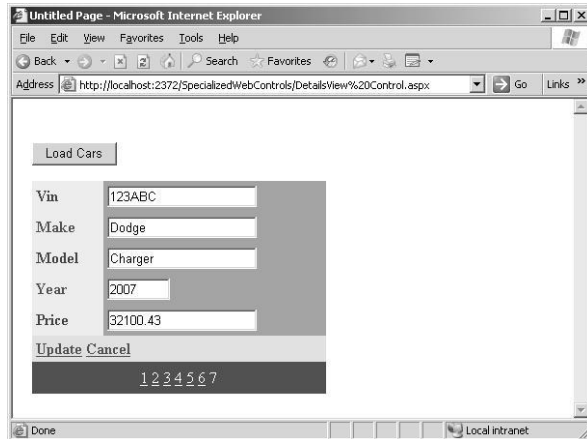 Untitled Page - Microsoft Internet Explorer
File Edit View Favorites Tools Help
Back Search Favorites
Address http://localhost:2372/SpecializedWebControls/DetailsView%20Control.aspx Go Links »
Load Cars
Vin 123ABC
Make Dodge
Model Charger
Year 2007
Price 32100.43
Update Cancel
1 2 3 4 5 6 7
Done Local intranet